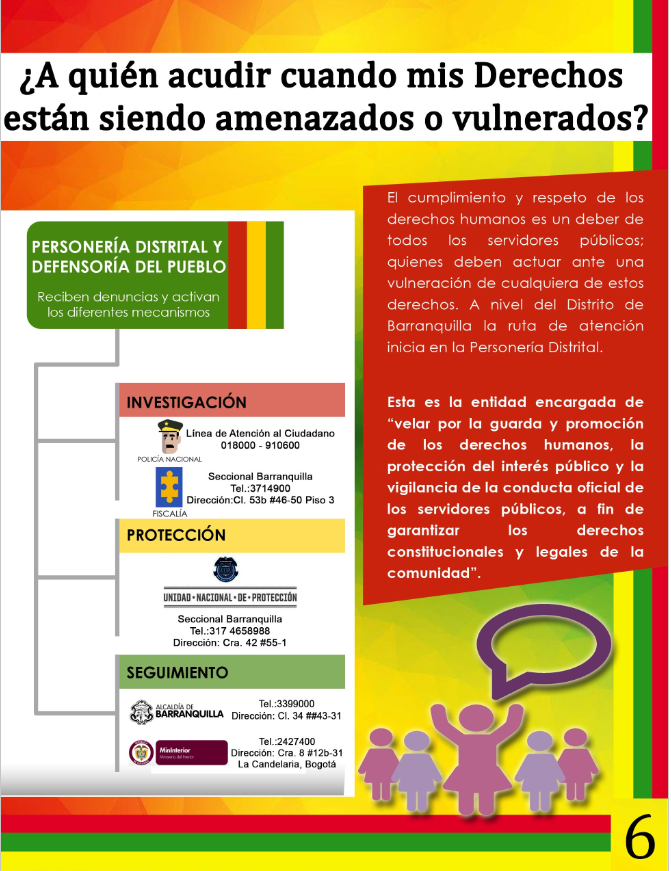 ¿A quién acudir cuando mis Derechos
están siendo amenazados o vulnerados?
PERSONERÍA DISTRITAL Y
DEFENSORÍA DEL PUEBLO
Reciben denuncias y activan
los diferentes mecanismos
INVESTIGACIÓN
POLICÍA NACIONAL
Línea de Atención al Ciudadano
018000 - 910600
FISCALÍA
Seccional Barranquilla
Tel.:3714900
Dirección:Cl. 53b #46-50 Piso 3
PROTECCIÓN
UNIDAD·NACIONAL·DE·PROTECCIÓN
Seccional Barranquilla
Tel.:317 4658988
Dirección: Cra. 42 #55-1
SEGUIMIENTO
ALCALDÍA DE
BARRANQUILLA
Tel.:3399000
Dirección: Cl. 34 ##43-31
MinInterior
Ministerio del Interior
Tel.:2427400
Dirección: Cra. 8 #12b-31
La Candelaria, Bogotá
El cumplimiento y respeto de los
derechos humanos es un deber de
todos los servidores públicos;
quienes deben actuar ante una
vulneración de cualquiera de estos
derechos. A nivel del Distrito de
Barranquilla la ruta de atención
inicia en la Personería Distrital.
Esta es la entidad encargada de
“velar por la guarda y promoción
de los derechos humanos, la
protección del interés público y la
vigilancia de la conducta oficial de
los servidores públicos, a fin de
garantizar los derechos
constitucionales y legales de la
comunidad”.
6